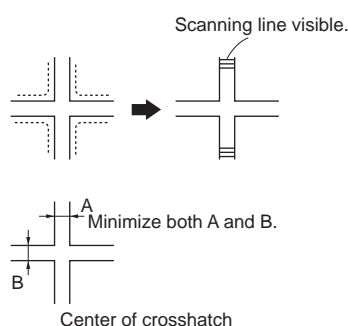 Scanning line visible.
A
Minimize both A and B.
B
Center of crosshatch